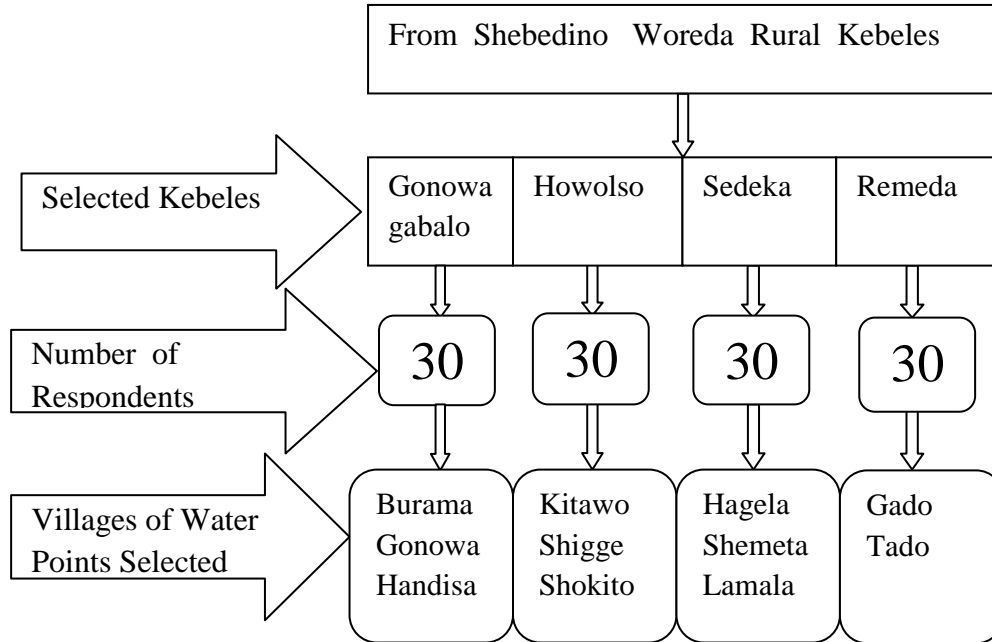 From Shebedino Woreda Rural Kebeles
Selected Kebeles
Gonowa
gabalo
Howolso
Sedeka
Remeda
Number of
Respondents
30
30
30
30
Villages of Water
Points Selected
Burama
Gonowa
Handisa
Kitawo
Shigge
Shokito
Hagela
Shemeta
Lamala
Gado
Tado